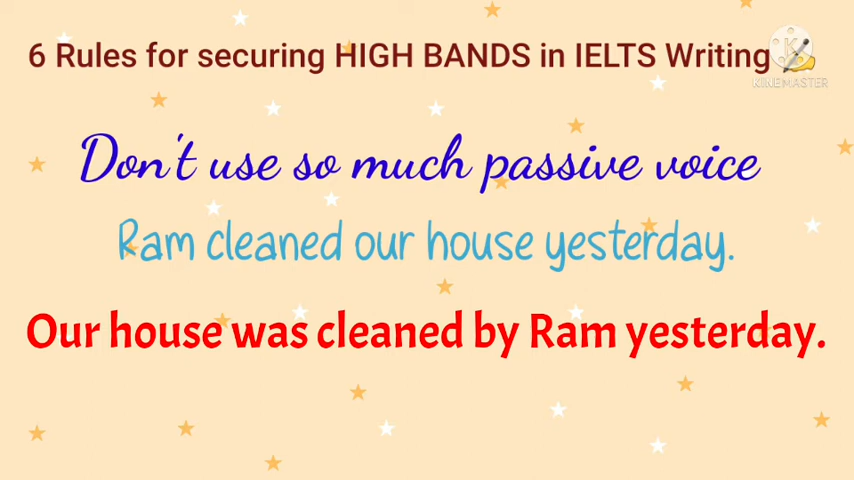 6 Rules for securing HIGH BANDS in IELTS Writing
KINEMASTER
Don't use so much passive voice
Ram cleaned our house yesterday.
Our house was cleaned by Ram yesterday.